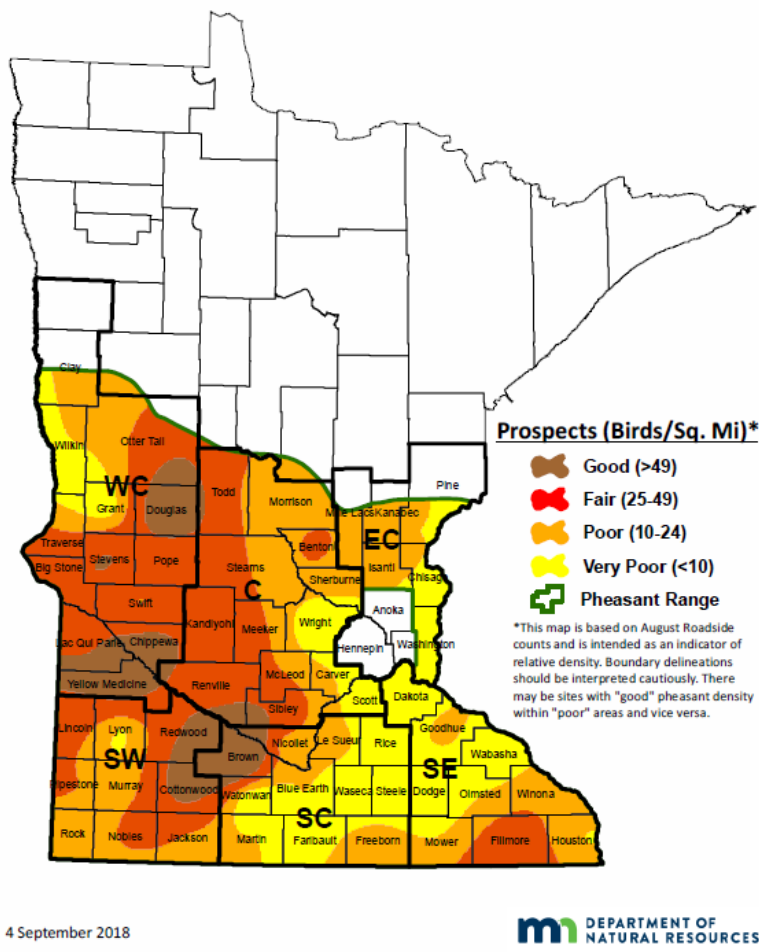 Clay
Prospects (Birds/Sq. Mi)*
Wilkin
Otter Tail
Good (>49)
Pine
WC
Todd
Fair (25-49)
Morrison
Grant
Douglas
Mille Lacs Kanabec
Poor (10-24)
Traverse
EC
Benton
Stevens
Pope
Big Stone
Stearns
Isanti
Very Poor (<10)
Sherburne
Chisago
C
Swift
Anoka
Pheasant Range
Kandiyohi
Meeker
Wright
*This map is based on August Roadside
counts and is intended as an indicator of
relative density. Boundary delineations
should be interpreted cautiously. There
may be sites with "good" pheasant density
within "poor" areas and vice versa.
Lac Qui Parle
Chippewa
Hennepin
Washington
McLeod
Carver
Yellow Medicine
Renville
Scott
Dakota
Sibley
Lincoln
Lyon
Redwood
Goodhue
Nicollet
Le Sueur
Rice
SW
Brown
Wabasha
SE
Pipestone
Murray
Cottonwood
Watonwan
Blue Earth
Waseca
Steele
Dodge
Olmsted
Winona
SC
Rock
Nobles
Jackson
Martin
Faribault
Freeborn
Mower
Fillmore
Houston
4 September 2018
DEPARTMENT OF
NATURAL RESOURCES